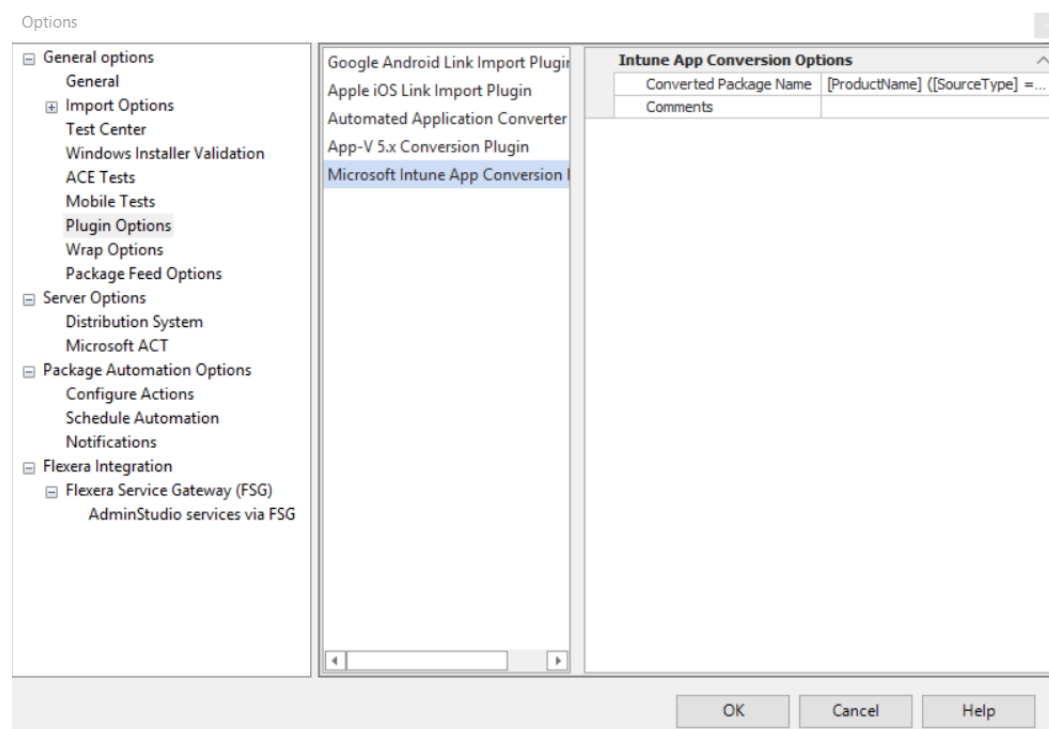 Options
General options
General
Import Options
Test Center
Windows Installer Validation
ACE Tests
Mobile Tests
Plugin Options
Wrap Options
Package Feed Options
Server Options
Distribution System
Microsoft ACT
Package Automation Options
Configure Actions
Schedule Automation
Notifications
Flexera Integration
Flexera Service Gateway (FSG)
AdminStudio services via FSG
Google Android Link Import Plugin
Apple iOS Link Import Plugin
Automated Application Converter
App-V 5.x Conversion Plugin
Microsoft Intune App Conversion
Intune App Conversion Options
Converted Package Name [ProductName] ([SourceType] =...
Comments
OK Cancel Help